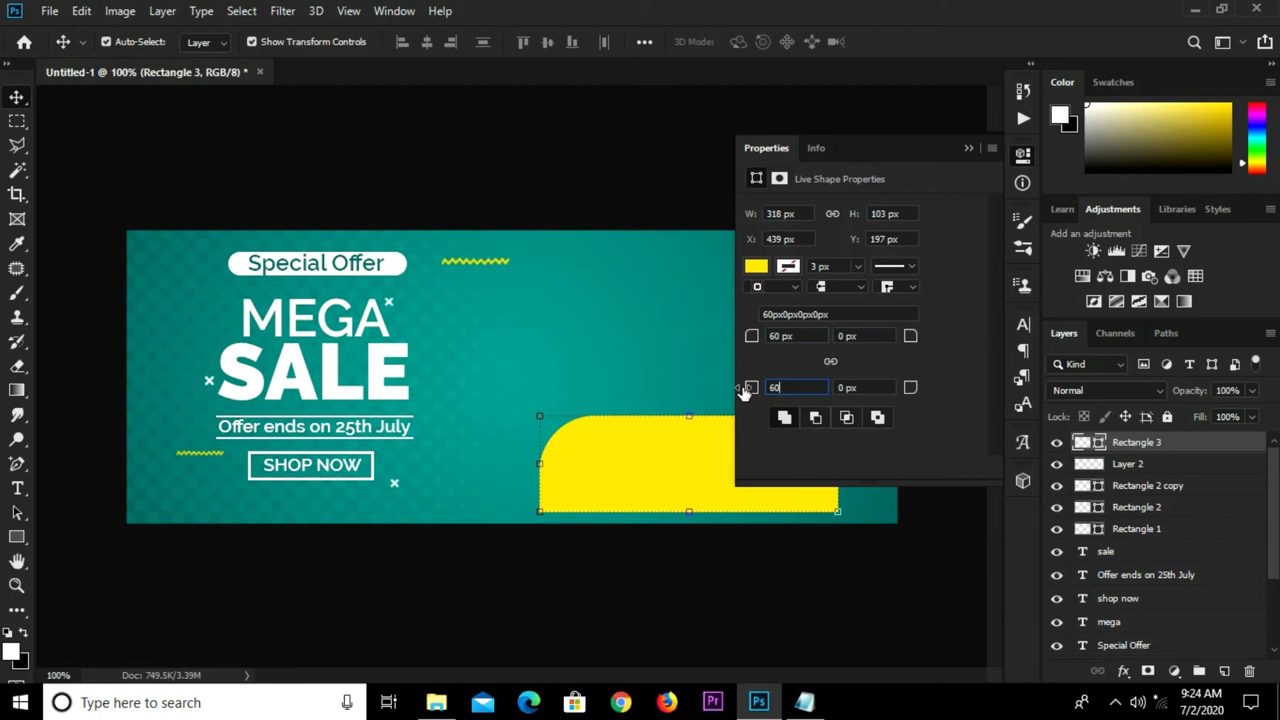 Ps File Edit Image Layer Type Select Filter 3D View Window Help
Auto-Select: Layer Show Transform Controls 3D Mode:
Untitled-1 @ 100% (Rectangle 3, RGB/8) *
Color Swatches
Properties Info
Live Shape Properties
W: 318 px H: 103 px
X: 439 px Y: 197 px
3 px
60px0px0px0px
60 px 0 px
60 0 px
Learn Adjustments Libraries Styles
Add an adjustment
Layers Channels Paths
Kind
Normal Opacity: 100%
Lock: Fill: 100%
Rectangle 3
Layer 2
Rectangle 2 copy
Rectangle 2
Rectangle 1
T sale
T Offer ends on 25th July
T shop now
T mega
T Special Offer
Special Offer
MEGA
SALE
Offer ends on 25th July
SHOP NOW
100% Doc: 749.5K/3.39M
Type here to search
Pr Ps
9:24 AM
7/2/2020